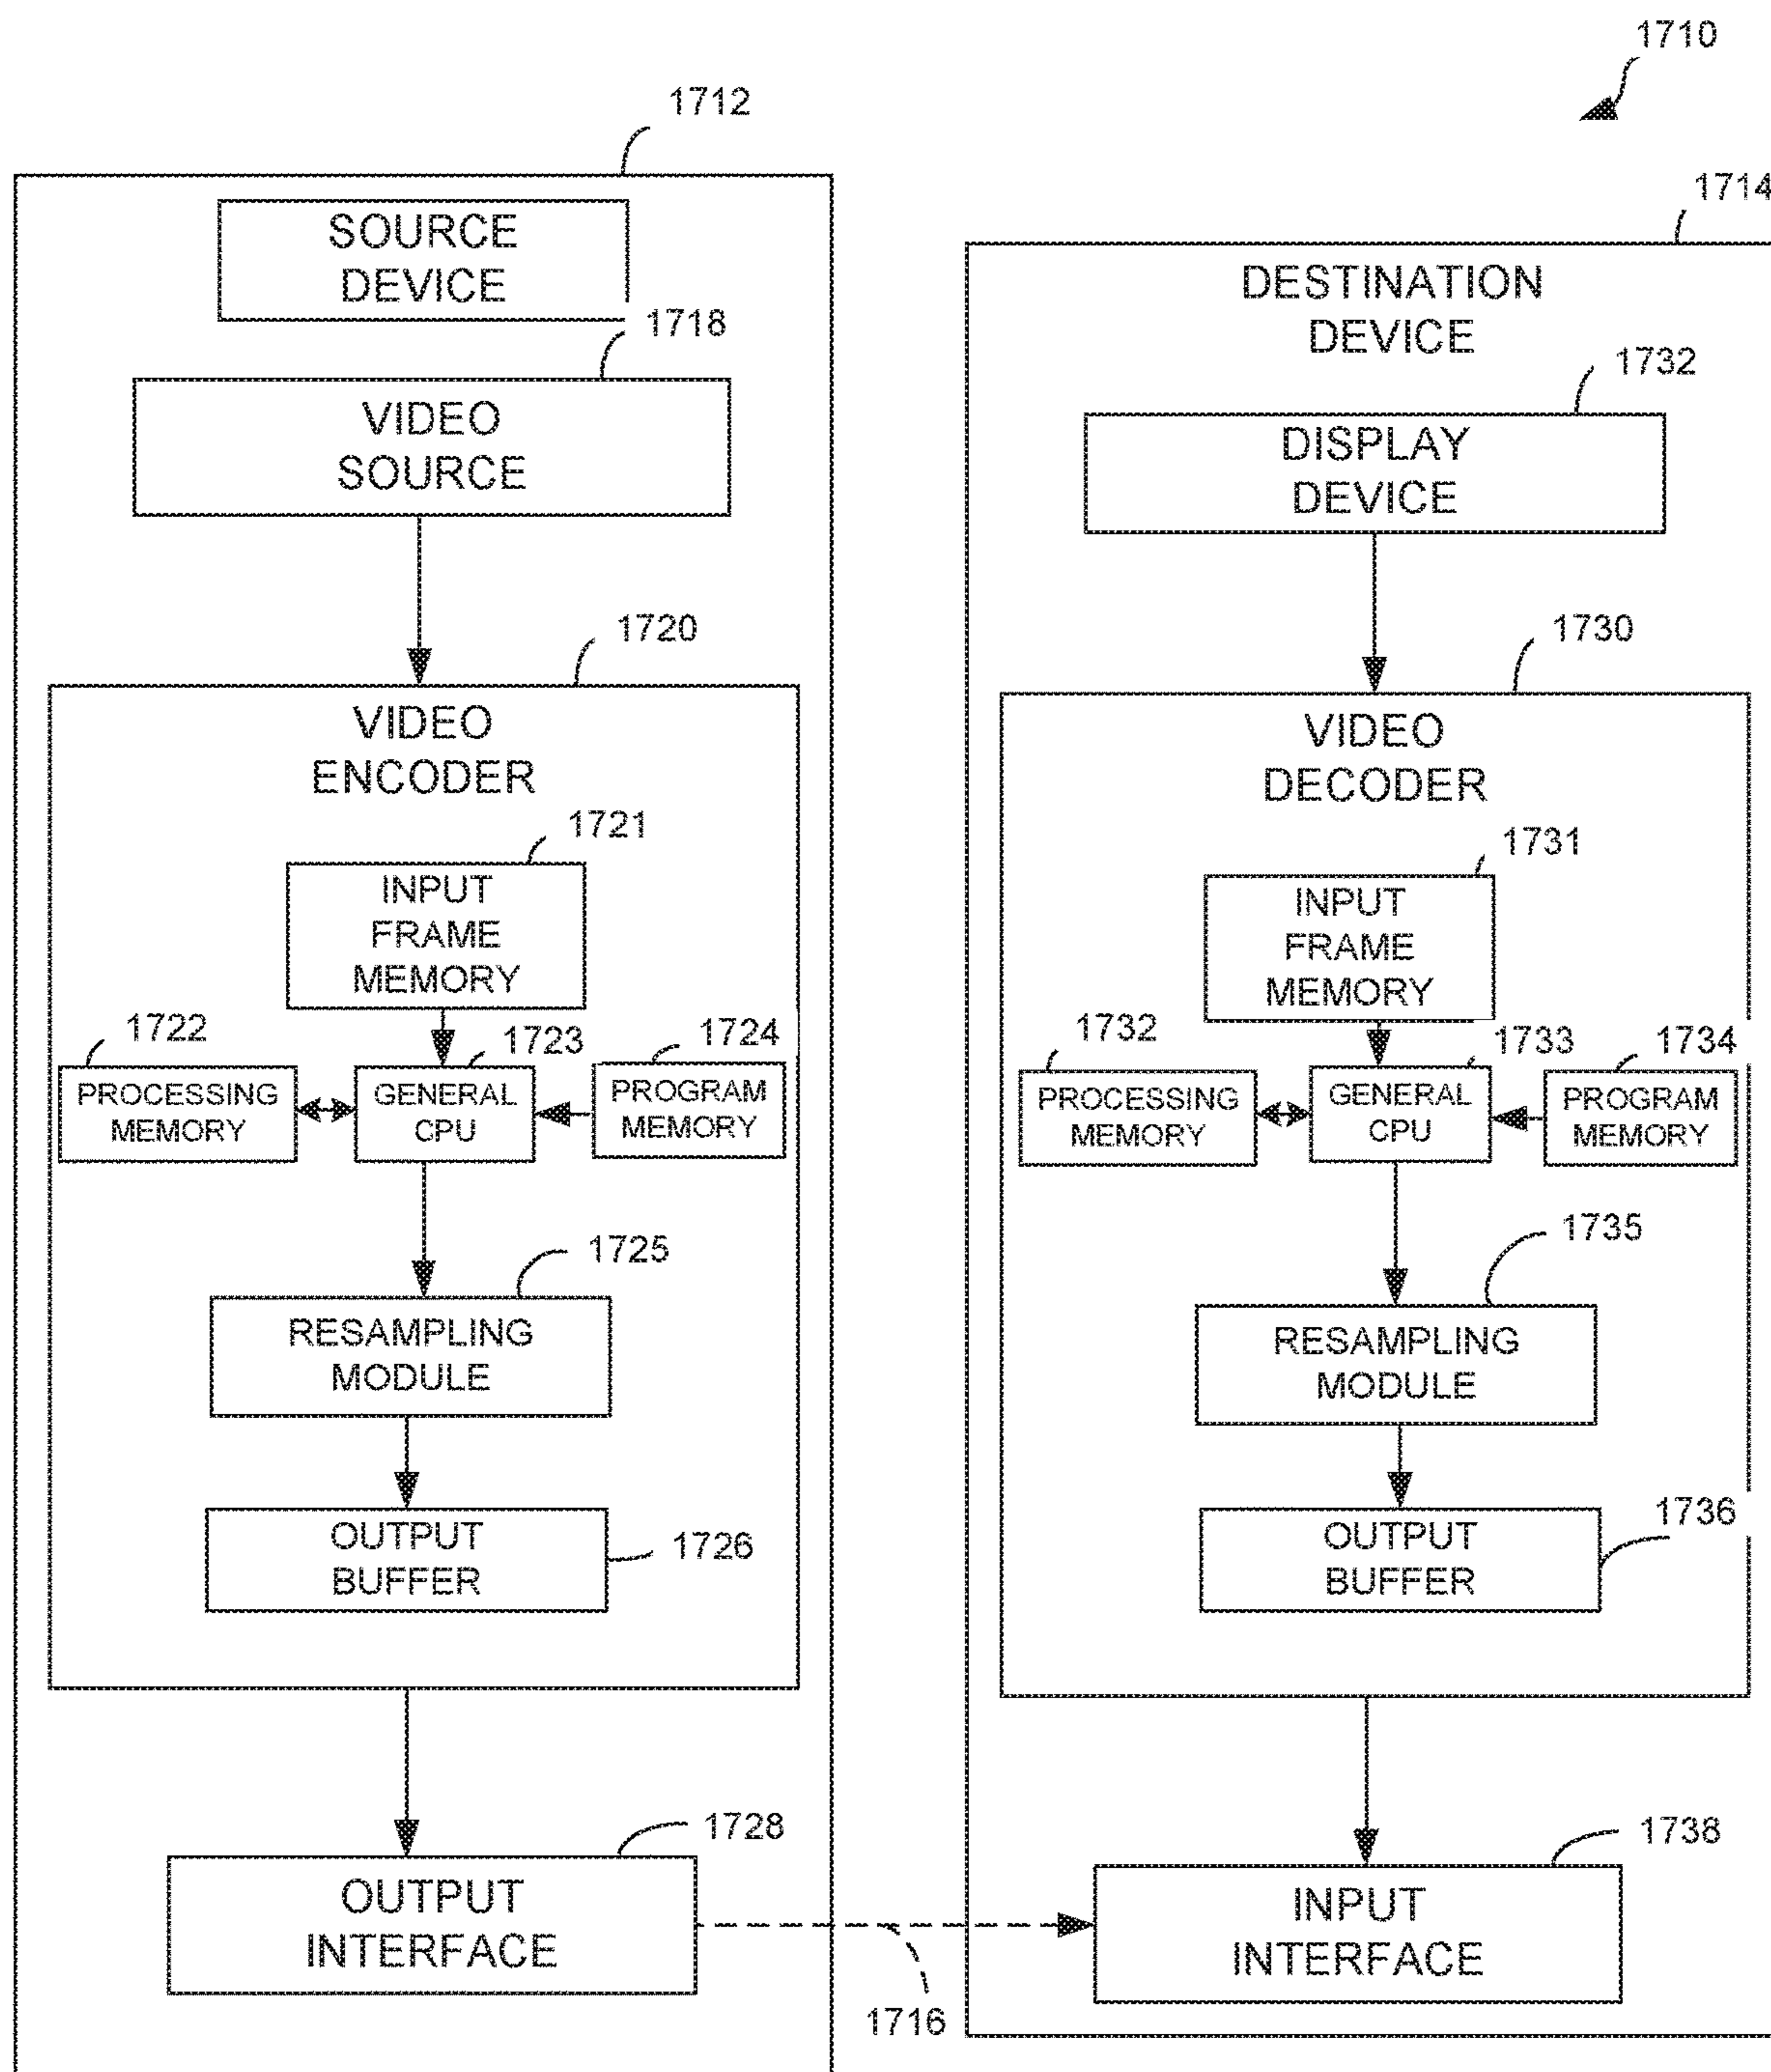 1710
1712
SOURCE
DEVICE
1718
VIDEO
SOURCE
1720
VIDEO
ENCODER
1721
INPUT
FRAME
MEMORY
1722
1723
1724
PROCESSING
MEMORY
GENERAL
CPU
PROGRAM
MEMORY
1725
RESAMPLING
MODULE
OUTPUT
BUFFER
1726
1728
OUTPUT
INTERFACE
1716
1714
DESTINATION
DEVICE
1732
DISPLAY
DEVICE
1730
VIDEO
DECODER
1731
INPUT
FRAME
MEMORY
1732
1733
1734
PROCESSING
MEMORY
GENERAL
CPU
PROGRAM
MEMORY
1735
RESAMPLING
MODULE
1736
OUTPUT
BUFFER
1738
INPUT
INTERFACE